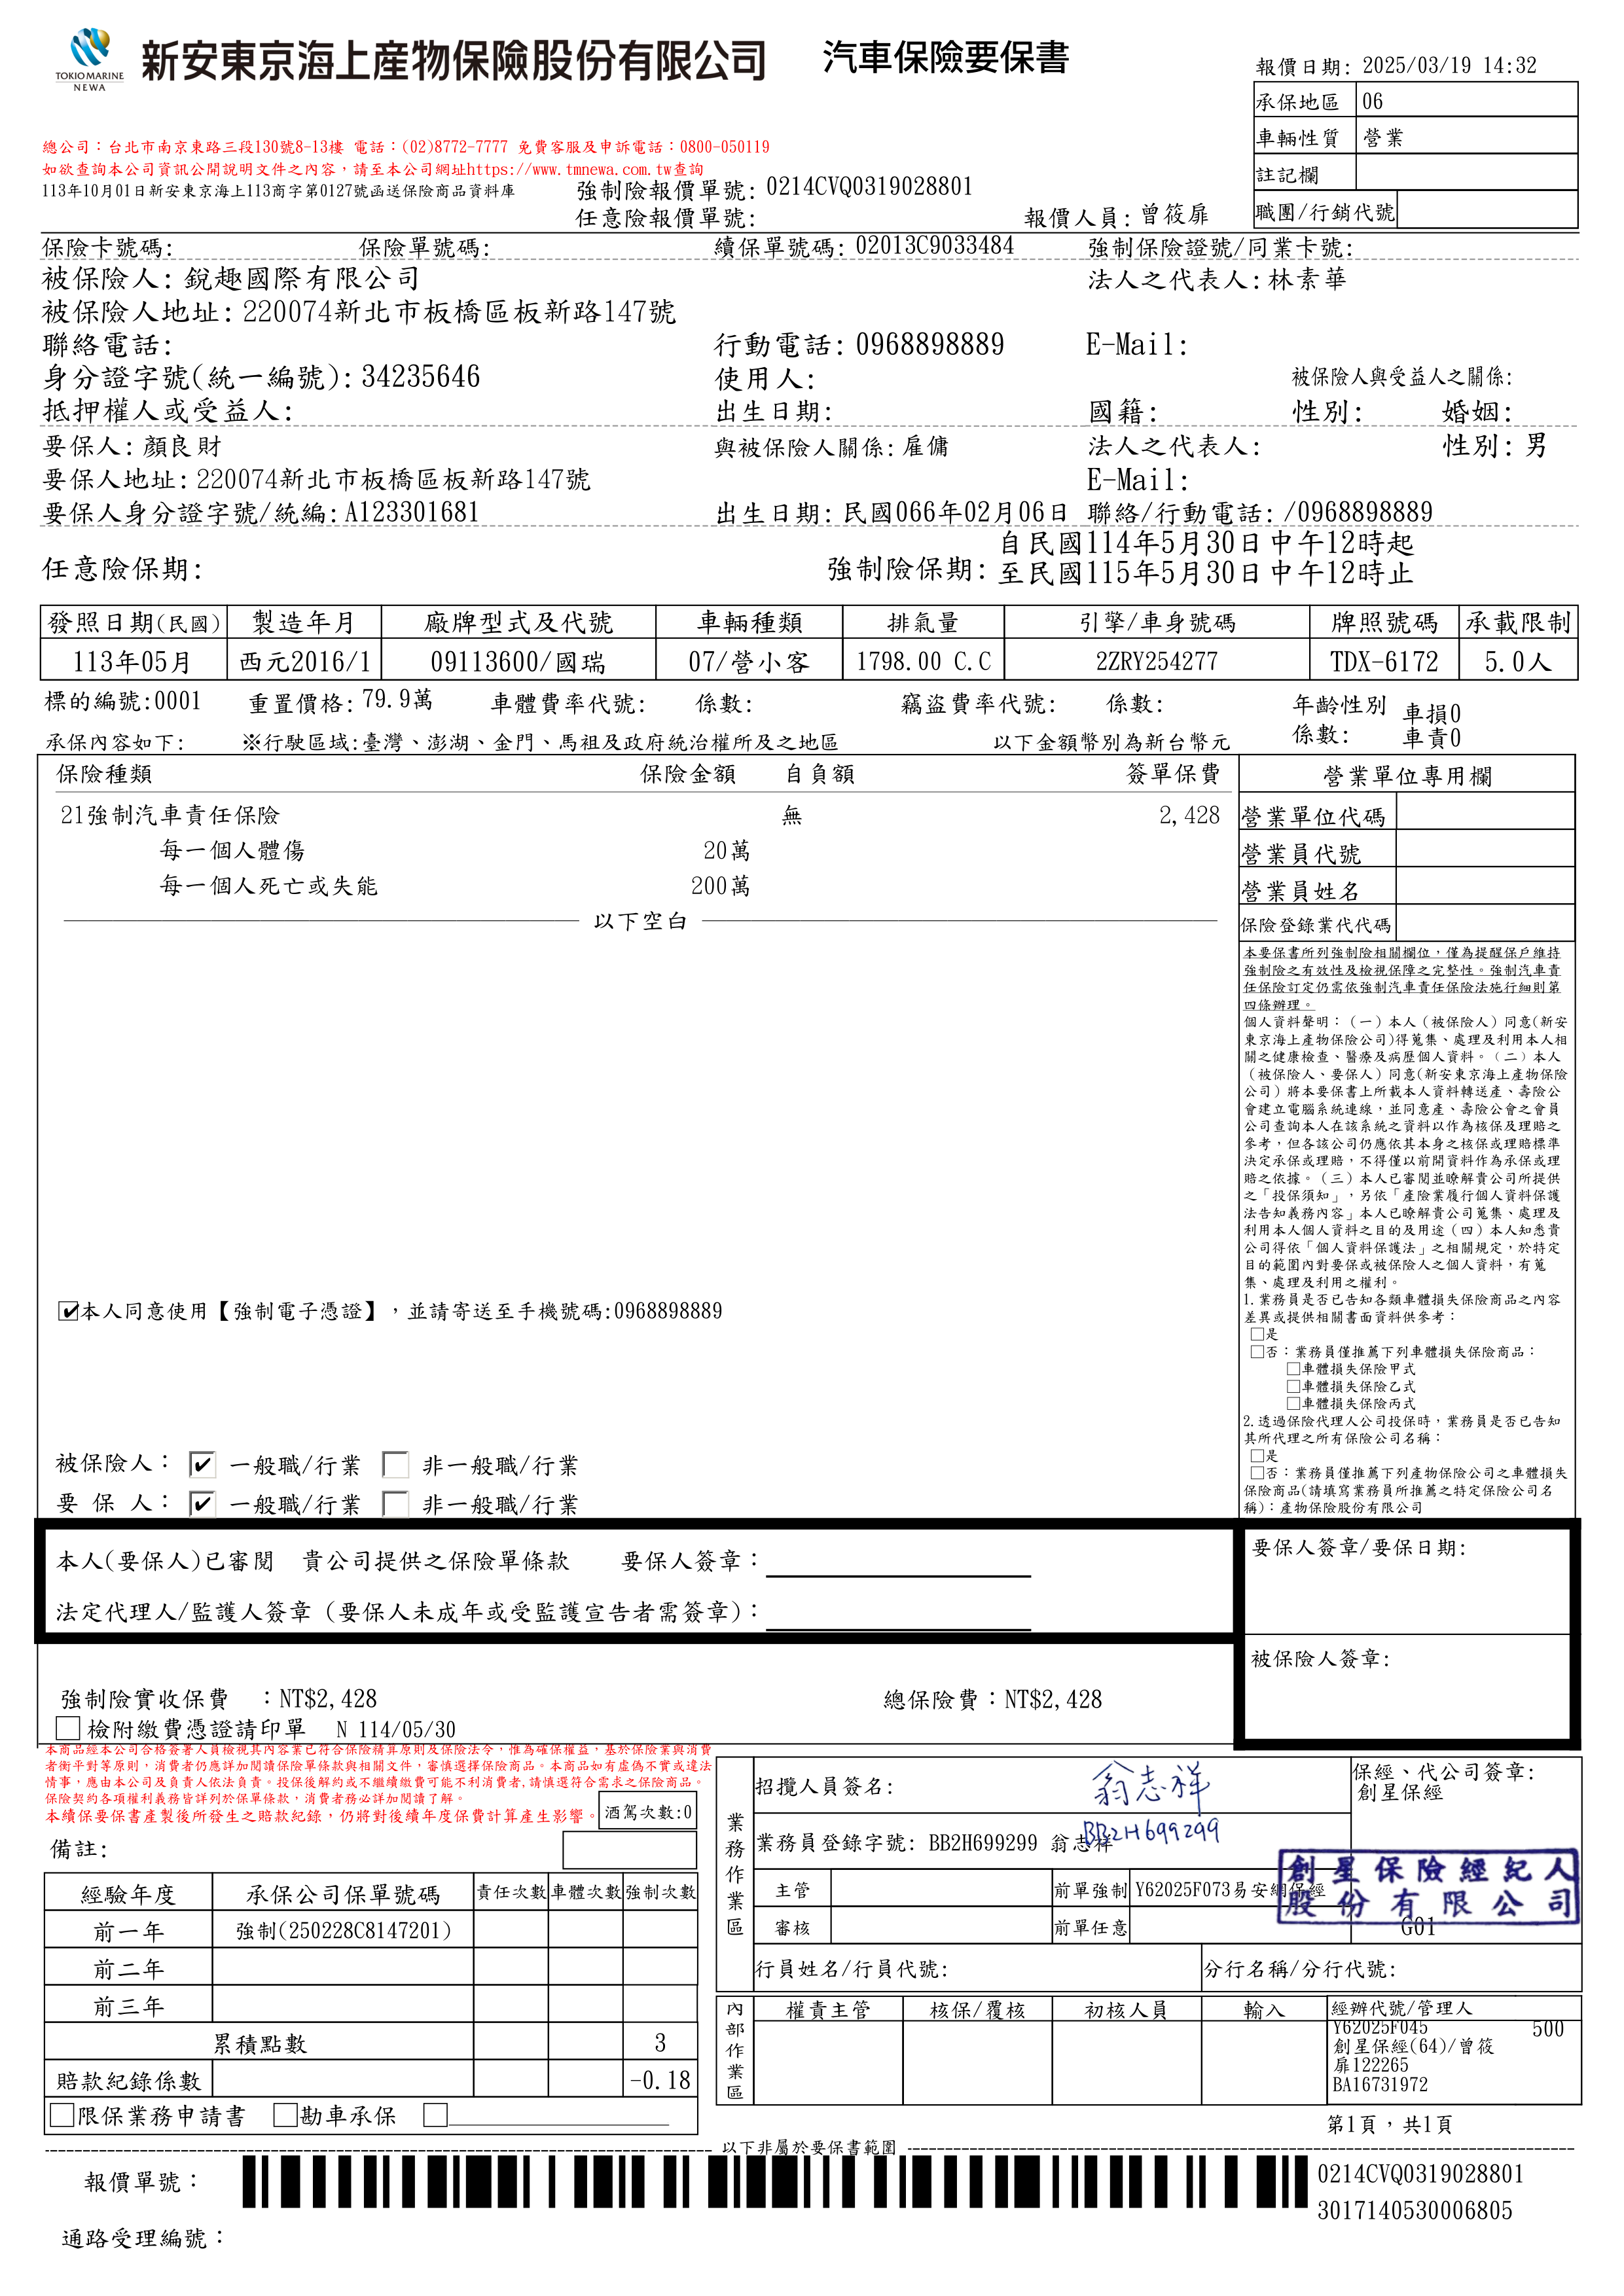 TOKIO MARINE
NEWA
新安東京海上産物保險股份有限公司 汽車保險要保書
報價日期: 2025/03/19 14:32
承保地區 06
車輛性質 營業
註記欄
職團/行銷代號
總公司：台北市南京東路三段130號8-13樓 電話：(02)8772-7777 免費客服及申訴電話：0800-050119
如欲查詢本公司資訊公開說明文件之內容，請至本公司網址https://www.tmnewa.com.tw查詢
113年10月01日新安東京海上113商字第0127號函送保險商品資料庫
強制險報價單號: 0214CVQ0319028801
任意險報價單號: 報價人員: 曾筱扉
保險卡號碼: 保險單號碼: 續保單號碼: 02013C9033484 強制保險證號/同業卡號:
被保險人: 銳趣國際有限公司 法人之代表人: 林素華
被保險人地址: 220074新北市板橋區板新路147號
聯絡電話: 行動電話: 0968898889 E-Mail:
身分證字號(統一編號): 34235646 使用人: 被保險人與受益人之關係:
抵押權人或受益人: 出生日期: 國籍: 性別: 婚姻:
要保人: 顏良財 與被保險人關係: 雇傭 法人之代表人: 性別: 男
要保人地址: 220074新北市板橋區板新路147號 E-Mail:
要保人身分證字號/統編: A123301681 出生日期: 民國066年02月06日 聯絡/行動電話: /0968898889
任意險保期: 強制險保期: 自民國114年5月30日中午12時起
至民國115年5月30日中午12時止
發照日期(民國) 製造年月 廠牌型式及代號 車輛種類 排氣量 引擎/車身號碼 牌照號碼 承載限制
113年05月 西元2016/1 09113600/國瑞 07/營小客 1798.00 C.C 2ZRY254277 TDX-6172 5.0人
標的編號:0001 重置價格: 79.9萬 車體費率代號: 係數: 竊盜費率代號: 係數: 年齡性別係數: 車損0
車責0
承保內容如下: ※行駛區域:臺灣、澎湖、金門、馬祖及政府統治權所及之地區 以下金額幣別為新台幣元
保險種類 保險金額 自負額 簽單保費
21強制汽車責任保險 無 2,428
每一個人體傷 20萬
每一個人死亡或失能 200萬
以下空白
營業單位專用欄
營業單位代碼
營業員代號
營業員姓名
保險登錄業代代碼
本要保書所列強制險相關欄位，僅為提醒保戶維持
強制險之有效性及檢視保障之完整性。強制汽車責
任保險訂定仍需依強制汽車責任保險法施行細則第
四條辦理。
個人資料聲明：（一）本人（被保險人）同意(新安
東京海上產物保險公司)得蒐集、處理及利用本人相
關之健康檢查、醫療及病歷個人資料。（二）本人
（被保險人、要保人）同意(新安東京海上產物保險
公司）將本要保書上所載本人資料轉送產、壽險公
會建立電腦系統連線，並同意產、壽險公會之會員
公司查詢本人在該系統之資料以作為核保及理賠之
參考，但各該公司仍應依其本身之核保或理賠標準
決定承保或理賠，不得僅以前開資料作為承保或理
賠之依據。（三）本人已審閱並瞭解貴公司所提供
之「投保須知」，另依「產險業履行個人資料保護
法告知義務內容」本人已瞭解貴公司蒐集、處理及
利用本人個人資料之目的及用途（四）本人知悉貴
公司得依「個人資料保護法」之相關規定，於特定
目的範圍內對要保或被保險人之個人資料，有蒐
集、處理及利用之權利。
1.業務員是否已告知各類車體損失保險商品之內容
差異或提供相關書面資料供參考：
□是
□否：業務員僅推薦下列車體損失保險商品：
□車體損失保險甲式
□車體損失保險乙式
□車體損失保險丙式
2.透過保險代理人公司投保時，業務員是否已告知
其所代理之所有保險公司名稱：
□是
□否：業務員僅推薦下列產物保險公司之車體損失
保險商品(請填寫業務員所推薦之特定保險公司名
稱)：產物保險股份有限公司
☑本人同意使用【強制電子憑證】，並請寄送至手機號碼:0968898889
被保險人： ☑ 一般職/行業 □ 非一般職/行業
要 保 人： ☑ 一般職/行業 □ 非一般職/行業
本人(要保人)已審閱 貴公司提供之保險單條款 要保人簽章：
法定代理人/監護人簽章（要保人未成年或受監護宣告者需簽章)：
要保人簽章/要保日期:
被保險人簽章:
強制險實收保費 ：NT$2,428 總保險費：NT$2,428
□ 檢附繳費憑證請印單 N 114/05/30
本商品經本公司合格簽署人員檢視其內容業已符合保險精算原則及保險法令，惟為確保權益，基於保險業與消費
者衡平對等原則，消費者仍應詳加閱讀保險單條款與相關文件，審慎選擇保險商品。本商品如有虛偽不實或違法
情事，應由本公司及負責人依法負責。投保後解約或不繼續繳費可能不利消費者,請慎選符合需求之保險商品。
保險契約各項權利義務皆詳列於保單條款，消費者務必詳加閱讀了解。
本續保要保書產製後所發生之賠款紀錄，仍將對後續年度保費計算產生影響。
酒駕次數:0
備註:
經驗年度 承保公司保單號碼 責任次數 車體次數 強制次數
前一年 強制(250228C8147201)
前二年
前三年
累積點數 3
賠款紀錄係數 -0.18
□限保業務申請書 □勘車承保 □
業務作業區
招攬人員簽名: 翁志祥
保經、代公司簽章:
創星保經
業務員登錄字號: BB2H699299 翁志祥
BB2H699299
主管 前單強制 Y62025F073易安網保經
審核 前單任意 G01
創星保險經紀人
股份有限公司
行員姓名/行員代號: 分行名稱/分行代號:
內部作業區
權責主管 核保/覆核 初核人員 輸入 經辦代號/管理人
Y62025F045 500
創星保經(64)/曾筱
扉122265
BA16731972
第1頁，共1頁
以下非屬於要保書範圍
報價單號： 0214CVQ0319028801
3017140530006805
通路受理編號：